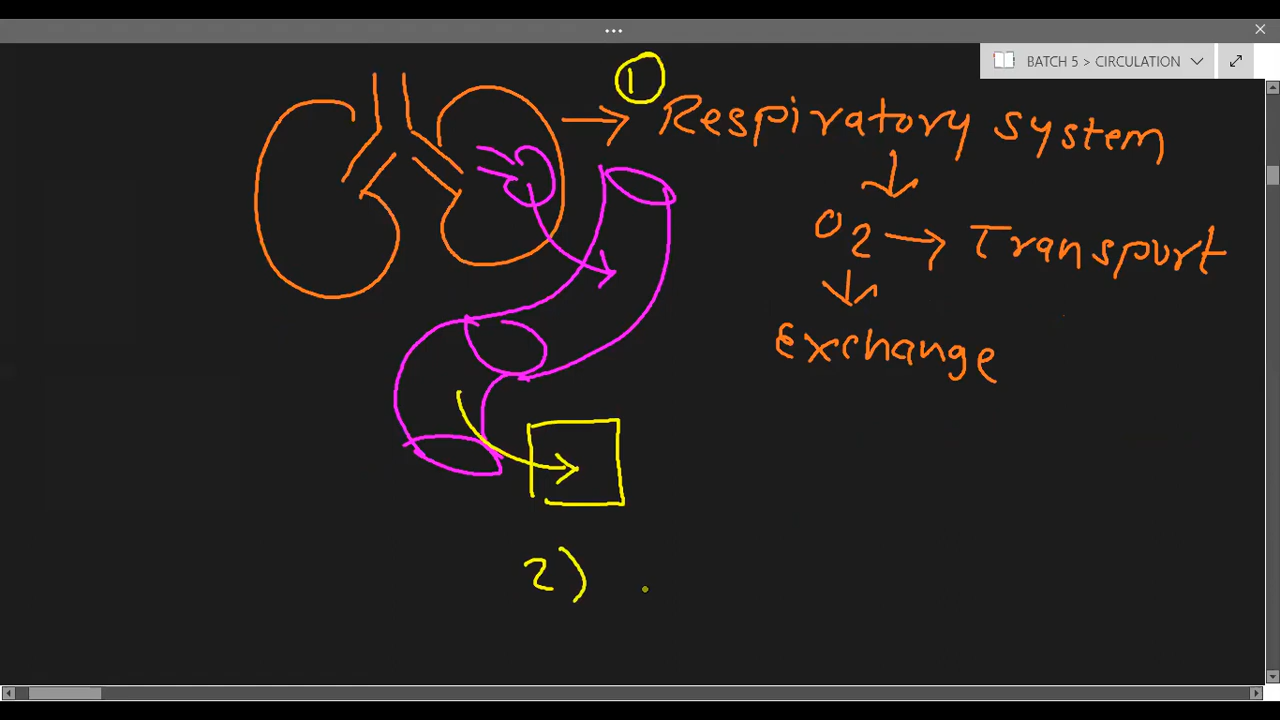 BATCH 5 > CIRCULATION
1
Respiratory system
O2 → Transport
Exchange
2)